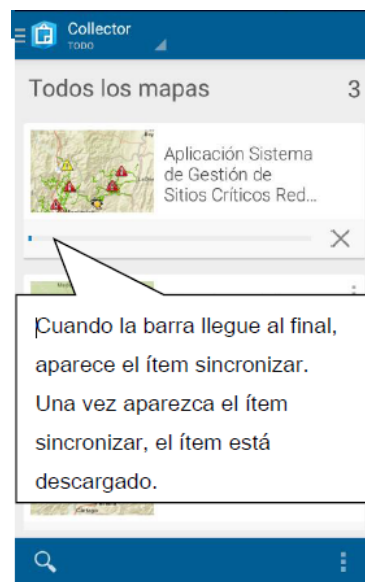 Collector
TODO
Todos los mapas 3
Aplicación Sistema
de Gestión de
Sitios Críticos Red...
Cuando la barra llegue al final,
aparece el ítem sincronizar.
Una vez aparezca el ítem
sincronizar, el ítem está
descargado.